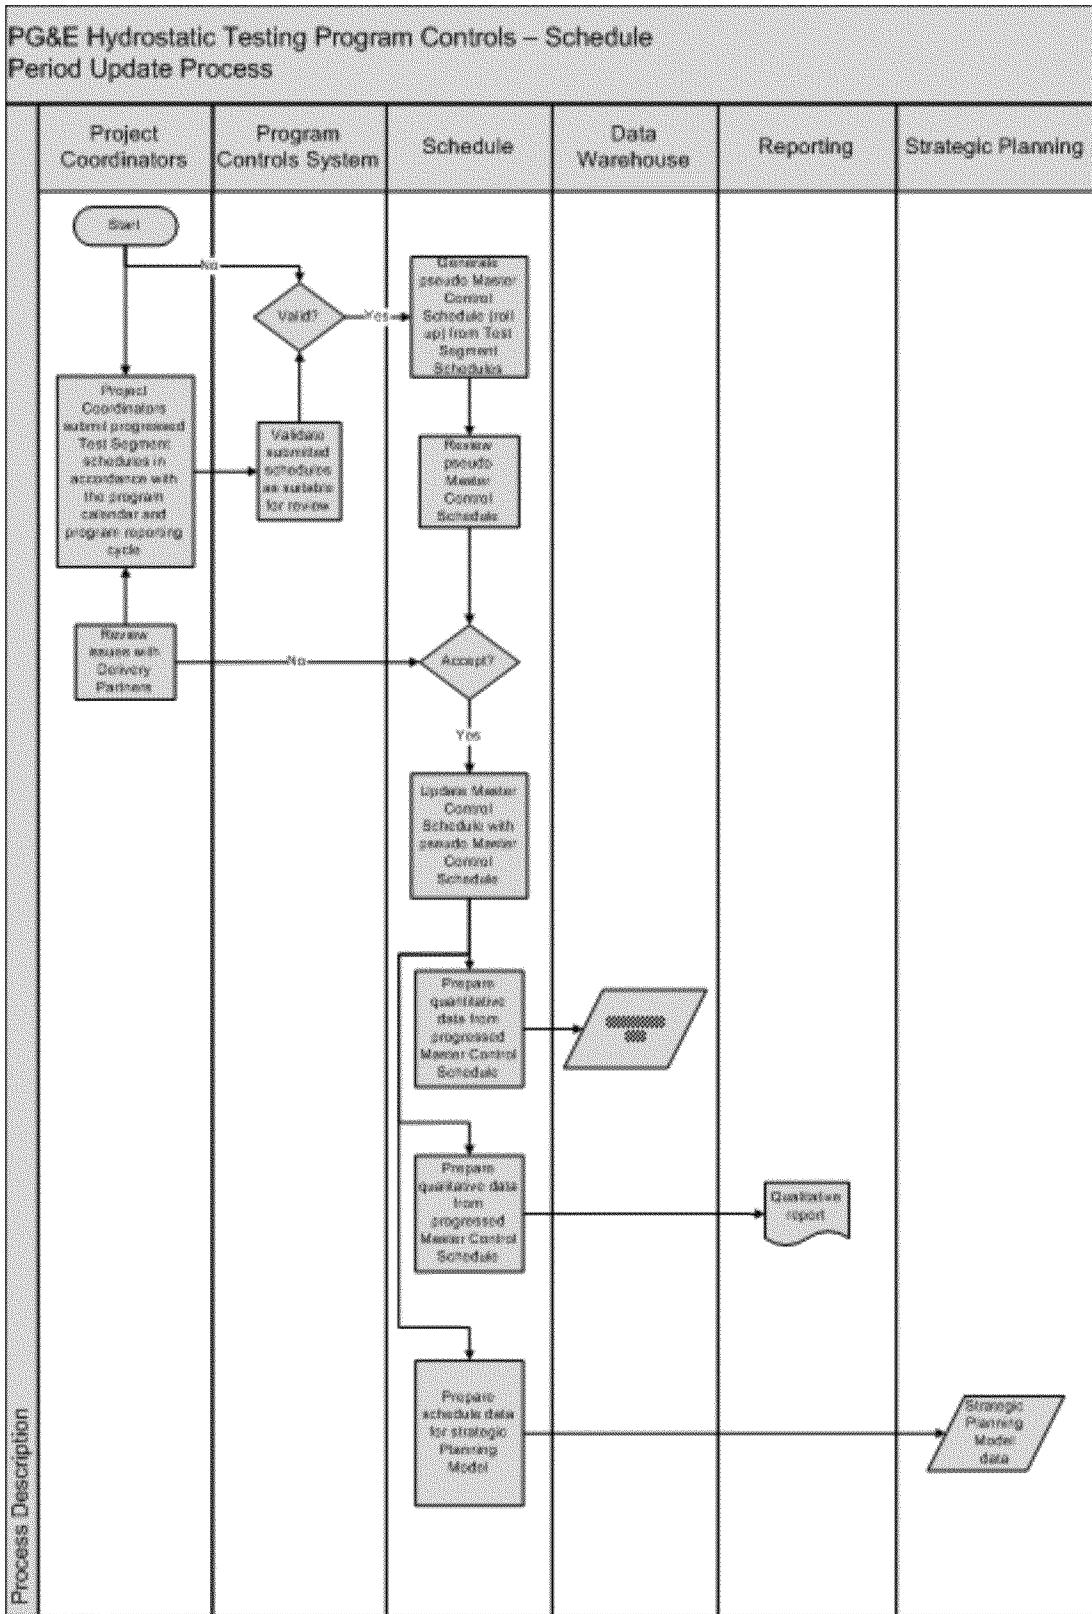 PG&E Hydrostatic Testing Program Controls – Schedule
Period Update Process
Project
Coordinators
Program
Controls System
Schedule
Data
Warehouse
Reporting
Strategic Planning
Start
No
Valid?
Yes
Generate
pseudo Master
Control
Schedule (roll
up) from Test
Segment
Schedules
Project
Coordinators
submit progressed
Test Segment
schedules in
accordance with
the program
calendar and
program reporting
cycle
Validate
submitted
schedules
as suitable
for review
Review
pseudo
Master
Control
Schedule
Review
issues with
Delivery
Partners
No
Accept?
Yes
Update Master
Control
Schedule with
pseudo Master
Control
Schedule
Prepare
quantitative
data from
progressed
Master Control
Schedule
Prepare
data
from
progressed
Master Control
Schedule
report
Prepare
schedule data
for strategic
Planning
Model
Strategic
Planning
Model
data
Process Description